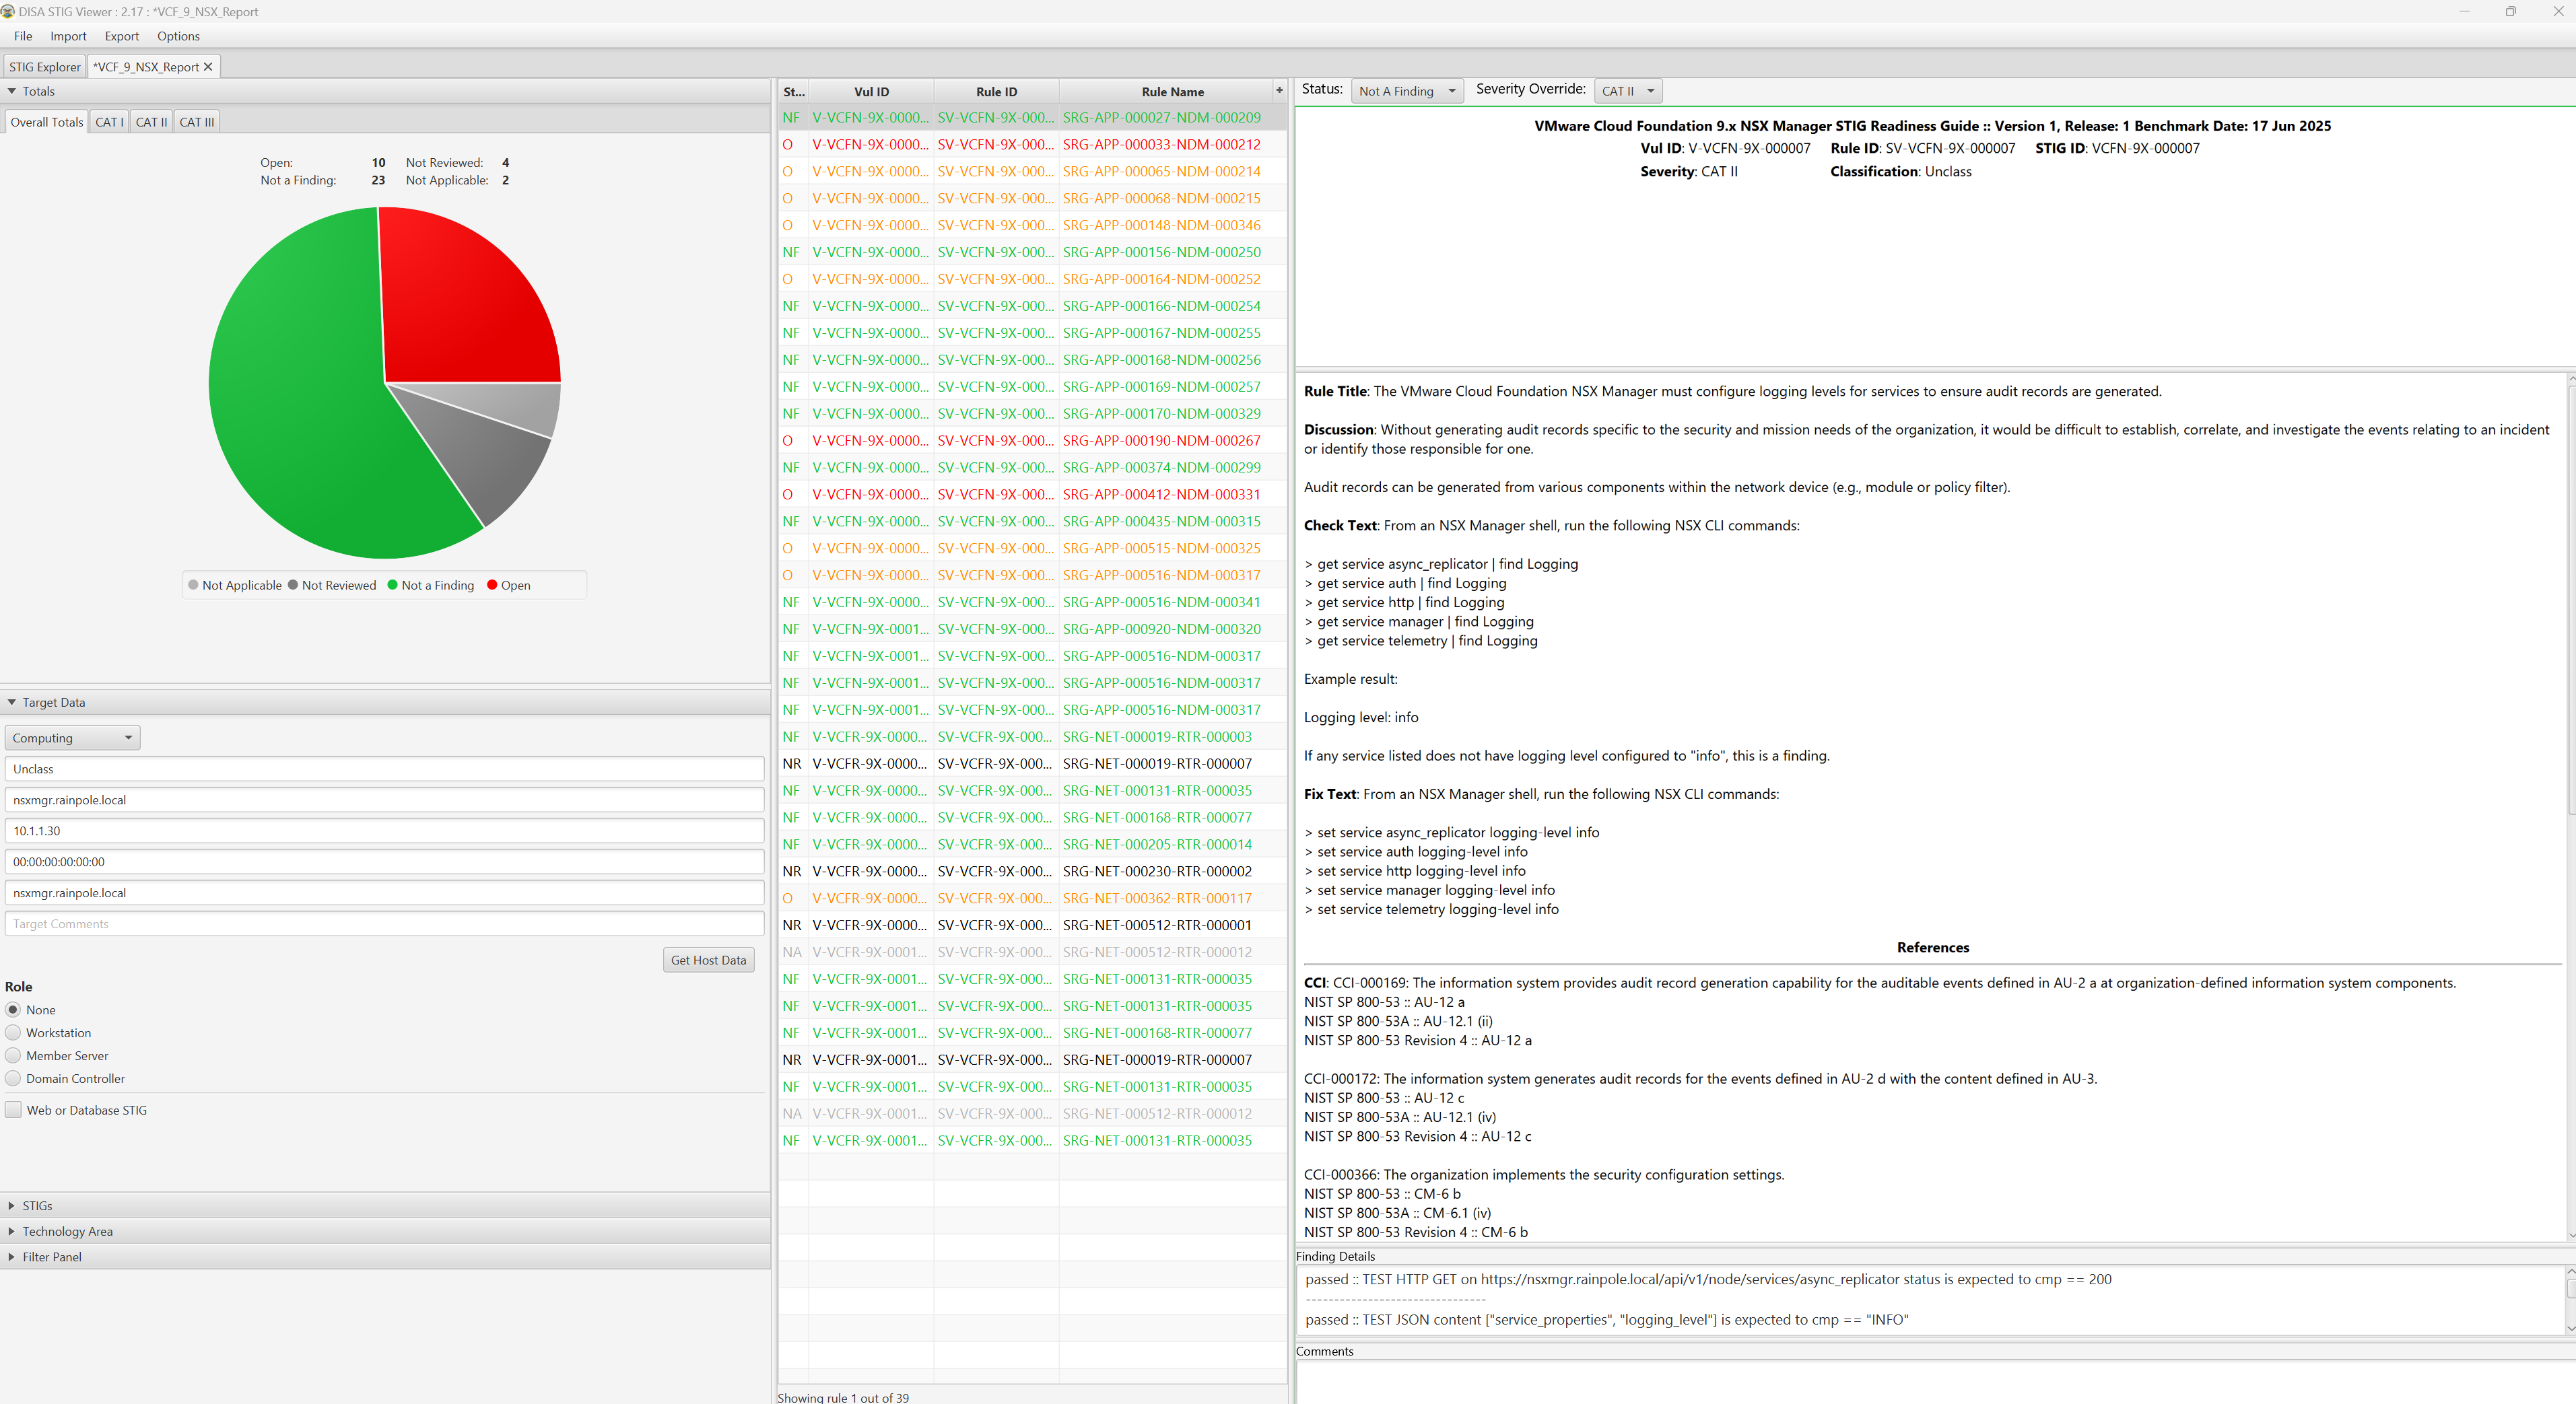 DISA STIG Viewer : 2.17 : *VCF_9_NSX_Report
File Import Export Options
STIG Explorer *VCF_9_NSX_Report
Totals
Overall Totals CAT I CAT II CAT III
Open: 10 Not Reviewed: 4
Not a Finding: 23 Not Applicable: 2
Not Applicable Not Reviewed Not a Finding Open
Target Data
Computing
Unclass
nsxmgr.rainpole.local
10.1.1.30
00:00:00:00:00:00
nsxmgr.rainpole.local
Target Comments
Get Host Data
Role
None
Workstation
Member Server
Domain Controller
Web or Database STIG
STIGs
Technology Area
Filter Panel
St... Vul ID Rule ID Rule Name +
NF V-VCFN-9X-0000... SV-VCFN-9X-000... SRG-APP-000027-NDM-000209
O V-VCFN-9X-0000... SV-VCFN-9X-000... SRG-APP-000033-NDM-000212
O V-VCFN-9X-0000... SV-VCFN-9X-000... SRG-APP-000065-NDM-000214
O V-VCFN-9X-0000... SV-VCFN-9X-000... SRG-APP-000068-NDM-000215
O V-VCFN-9X-0000... SV-VCFN-9X-000... SRG-APP-000148-NDM-000346
NF V-VCFN-9X-0000... SV-VCFN-9X-000... SRG-APP-000156-NDM-000250
O V-VCFN-9X-0000... SV-VCFN-9X-000... SRG-APP-000164-NDM-000252
NF V-VCFN-9X-0000... SV-VCFN-9X-000... SRG-APP-000166-NDM-000254
NF V-VCFN-9X-0000... SV-VCFN-9X-000... SRG-APP-000167-NDM-000255
NF V-VCFN-9X-0000... SV-VCFN-9X-000... SRG-APP-000168-NDM-000256
NF V-VCFN-9X-0000... SV-VCFN-9X-000... SRG-APP-000169-NDM-000257
NF V-VCFN-9X-0000... SV-VCFN-9X-000... SRG-APP-000170-NDM-000329
O V-VCFN-9X-0000... SV-VCFN-9X-000... SRG-APP-000190-NDM-000267
NF V-VCFN-9X-0000... SV-VCFN-9X-000... SRG-APP-000374-NDM-000299
O V-VCFN-9X-0000... SV-VCFN-9X-000... SRG-APP-000412-NDM-000331
NF V-VCFN-9X-0000... SV-VCFN-9X-000... SRG-APP-000435-NDM-000315
O V-VCFN-9X-0000... SV-VCFN-9X-000... SRG-APP-000515-NDM-000325
O V-VCFN-9X-0000... SV-VCFN-9X-000... SRG-APP-000516-NDM-000317
NF V-VCFN-9X-0000... SV-VCFN-9X-000... SRG-APP-000516-NDM-000341
NF V-VCFN-9X-0001... SV-VCFN-9X-000... SRG-APP-000920-NDM-000320
NF V-VCFN-9X-0001... SV-VCFN-9X-000... SRG-APP-000516-NDM-000317
NF V-VCFN-9X-0001... SV-VCFN-9X-000... SRG-APP-000516-NDM-000317
NF V-VCFN-9X-0001... SV-VCFN-9X-000... SRG-APP-000516-NDM-000317
NF V-VCFR-9X-0000... SV-VCFR-9X-000... SRG-NET-000019-RTR-000003
NR V-VCFR-9X-0000... SV-VCFR-9X-000... SRG-NET-000019-RTR-000007
NF V-VCFR-9X-0000... SV-VCFR-9X-000... SRG-NET-000131-RTR-000035
NF V-VCFR-9X-0000... SV-VCFR-9X-000... SRG-NET-000168-RTR-000077
NF V-VCFR-9X-0000... SV-VCFR-9X-000... SRG-NET-000205-RTR-000014
NR V-VCFR-9X-0000... SV-VCFR-9X-000... SRG-NET-000230-RTR-000002
O V-VCFR-9X-0000... SV-VCFR-9X-000... SRG-NET-000362-RTR-000117
NR V-VCFR-9X-0000... SV-VCFR-9X-000... SRG-NET-000512-RTR-000001
NA V-VCFR-9X-0001... SV-VCFR-9X-000... SRG-NET-000512-RTR-000012
NF V-VCFR-9X-0001... SV-VCFR-9X-000... SRG-NET-000131-RTR-000035
NF V-VCFR-9X-0001... SV-VCFR-9X-000... SRG-NET-000131-RTR-000035
NF V-VCFR-9X-0001... SV-VCFR-9X-000... SRG-NET-000168-RTR-000077
NR V-VCFR-9X-0001... SV-VCFR-9X-000... SRG-NET-000019-RTR-000007
NF V-VCFR-9X-0001... SV-VCFR-9X-000... SRG-NET-000131-RTR-000035
NA V-VCFR-9X-0001... SV-VCFR-9X-000... SRG-NET-000512-RTR-000012
NF V-VCFR-9X-0001... SV-VCFR-9X-000... SRG-NET-000131-RTR-000035
Showing rule 1 out of 39
Status: Not A Finding Severity Override: CAT II
VMware Cloud Foundation 9.x NSX Manager STIG Readiness Guide :: Version 1, Release: 1 Benchmark Date: 17 Jun 2025
Vul ID: V-VCFN-9X-000007 Rule ID: SV-VCFN-9X-000007 STIG ID: VCFN-9X-000007
Severity: CAT II Classification: Unclass
Rule Title: The VMware Cloud Foundation NSX Manager must configure logging levels for services to ensure audit records are generated.
Discussion: Without generating audit records specific to the security and mission needs of the organization, it would be difficult to establish, correlate, and investigate the events relating to an incident
or identify those responsible for one.
Audit records can be generated from various components within the network device (e.g., module or policy filter).
Check Text: From an NSX Manager shell, run the following NSX CLI commands:
> get service async_replicator | find Logging
> get service auth | find Logging
> get service http | find Logging
> get service manager | find Logging
> get service telemetry | find Logging
Example result:
Logging level: info
If any service listed does not have logging level configured to "info", this is a finding.
Fix Text: From an NSX Manager shell, run the following NSX CLI commands:
> set service async_replicator logging-level info
> set service auth logging-level info
> set service http logging-level info
> set service manager logging-level info
> set service telemetry logging-level info
References
CCI: CCI-000169: The information system provides audit record generation capability for the auditable events defined in AU-2 a at organization-defined information system components.
NIST SP 800-53 :: AU-12 a
NIST SP 800-53A :: AU-12.1 (ii)
NIST SP 800-53 Revision 4 :: AU-12 a
CCI-000172: The information system generates audit records for the events defined in AU-2 d with the content defined in AU-3.
NIST SP 800-53 :: AU-12 c
NIST SP 800-53A :: AU-12.1 (iv)
NIST SP 800-53 Revision 4 :: AU-12 c
CCI-000366: The organization implements the security configuration settings.
NIST SP 800-53 :: CM-6 b
NIST SP 800-53A :: CM-6.1 (iv)
NIST SP 800-53 Revision 4 :: CM-6 b
Finding Details
passed :: TEST HTTP GET on https://nsxmgr.rainpole.local/api/v1/node/services/async_replicator status is expected to cmp == 200
--------------------------------
passed :: TEST JSON content ["service_properties", "logging_level"] is expected to cmp == "INFO"
Comments